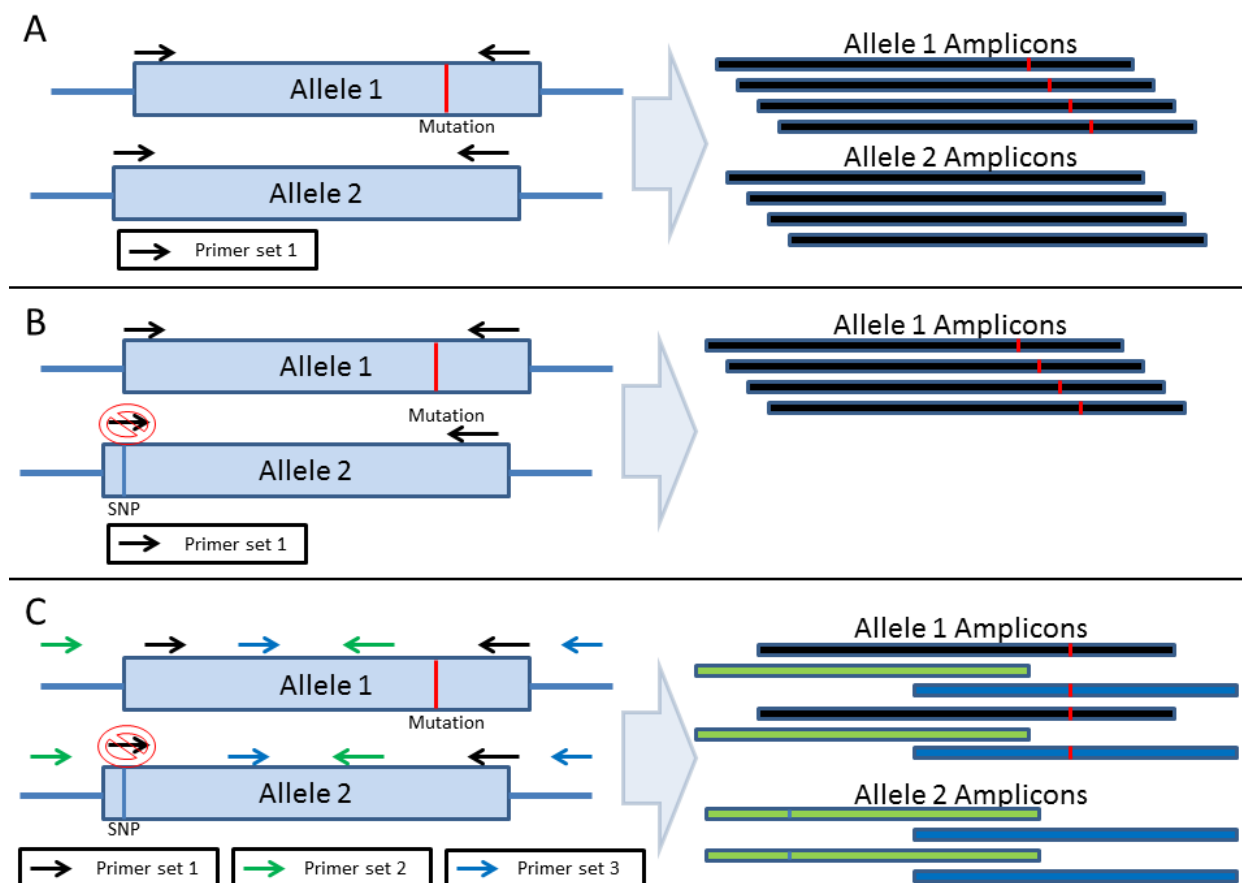 A
Allele 1
Mutation
Allele 2
Primer set 1
Allele 1 Amplicons
Allele 2 Amplicons
B
Allele 1
Mutation
Allele 2
SNP
Primer set 1
Allele 1 Amplicons
C
Allele 1
Mutation
Allele 2
SNP
Primer set 1 Primer set 2 Primer set 3
Allele 1 Amplicons
Allele 2 Amplicons